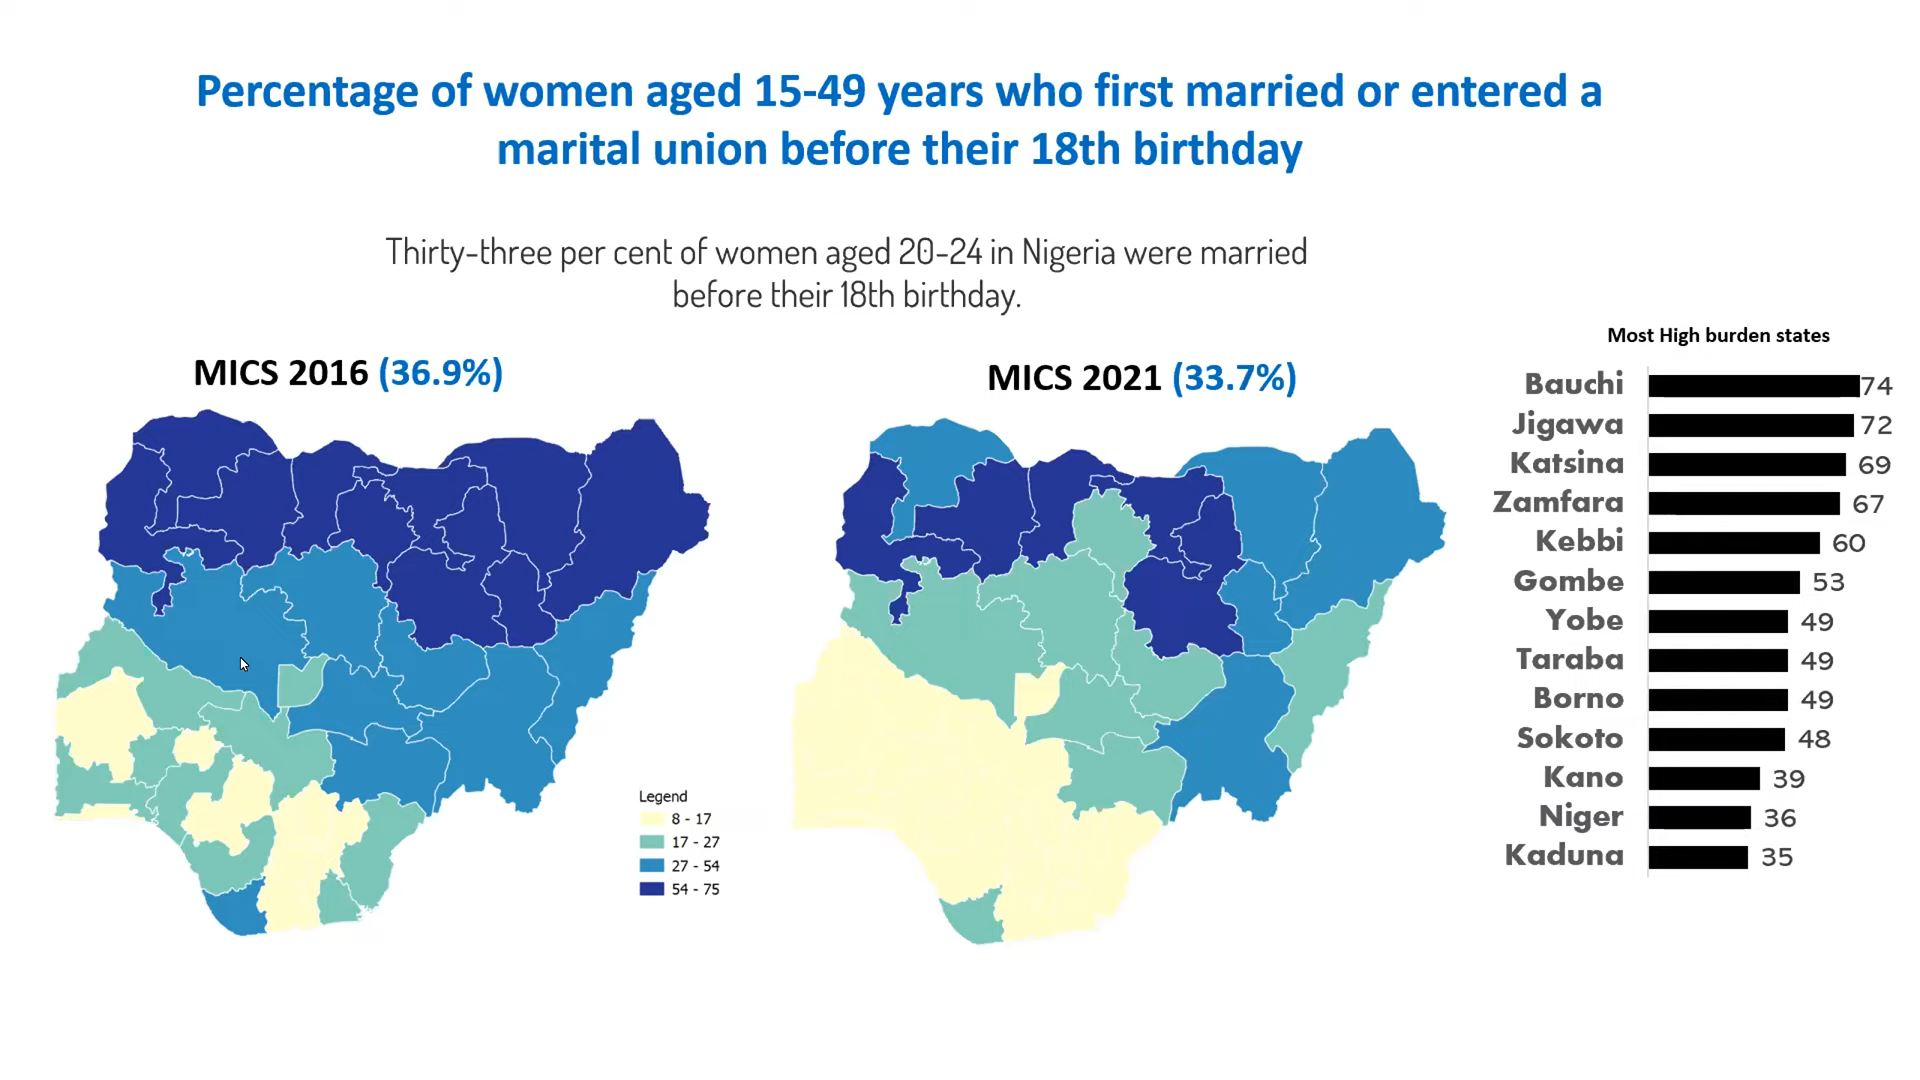 Percentage of women aged 15-49 years who first married or entered a
marital union before their 18th birthday
Thirty-three per cent of women aged 20-24 in Nigeria were married
before their 18th birthday.
MICS 2016 (36.9%)
MICS 2021 (33.7%)
Legend
8 - 17
17 - 27
27 - 54
54 - 75
Most High burden states
Bauchi 74
Jigawa 72
Katsina 69
Zamfara 67
Kebbi 60
Gombe 53
Yobe 49
Taraba 49
Borno 49
Sokoto 48
Kano 39
Niger 36
Kaduna 35